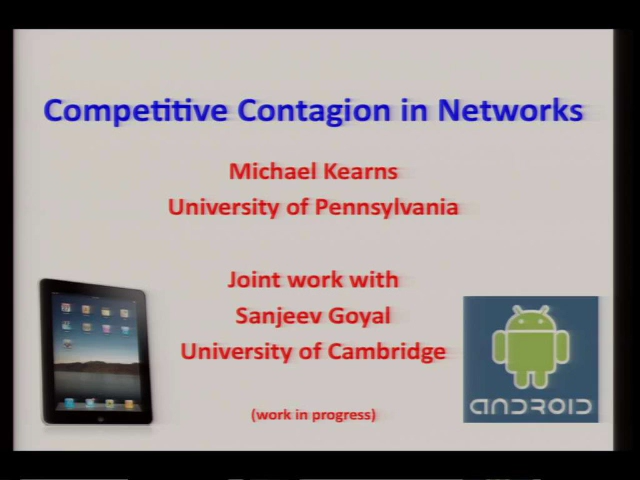 Competitive Contagion in Networks
Michael Kearns
University of Pennsylvania
Joint work with
Sanjeev Goyal
University of Cambridge
(work in progress)
ANDROID